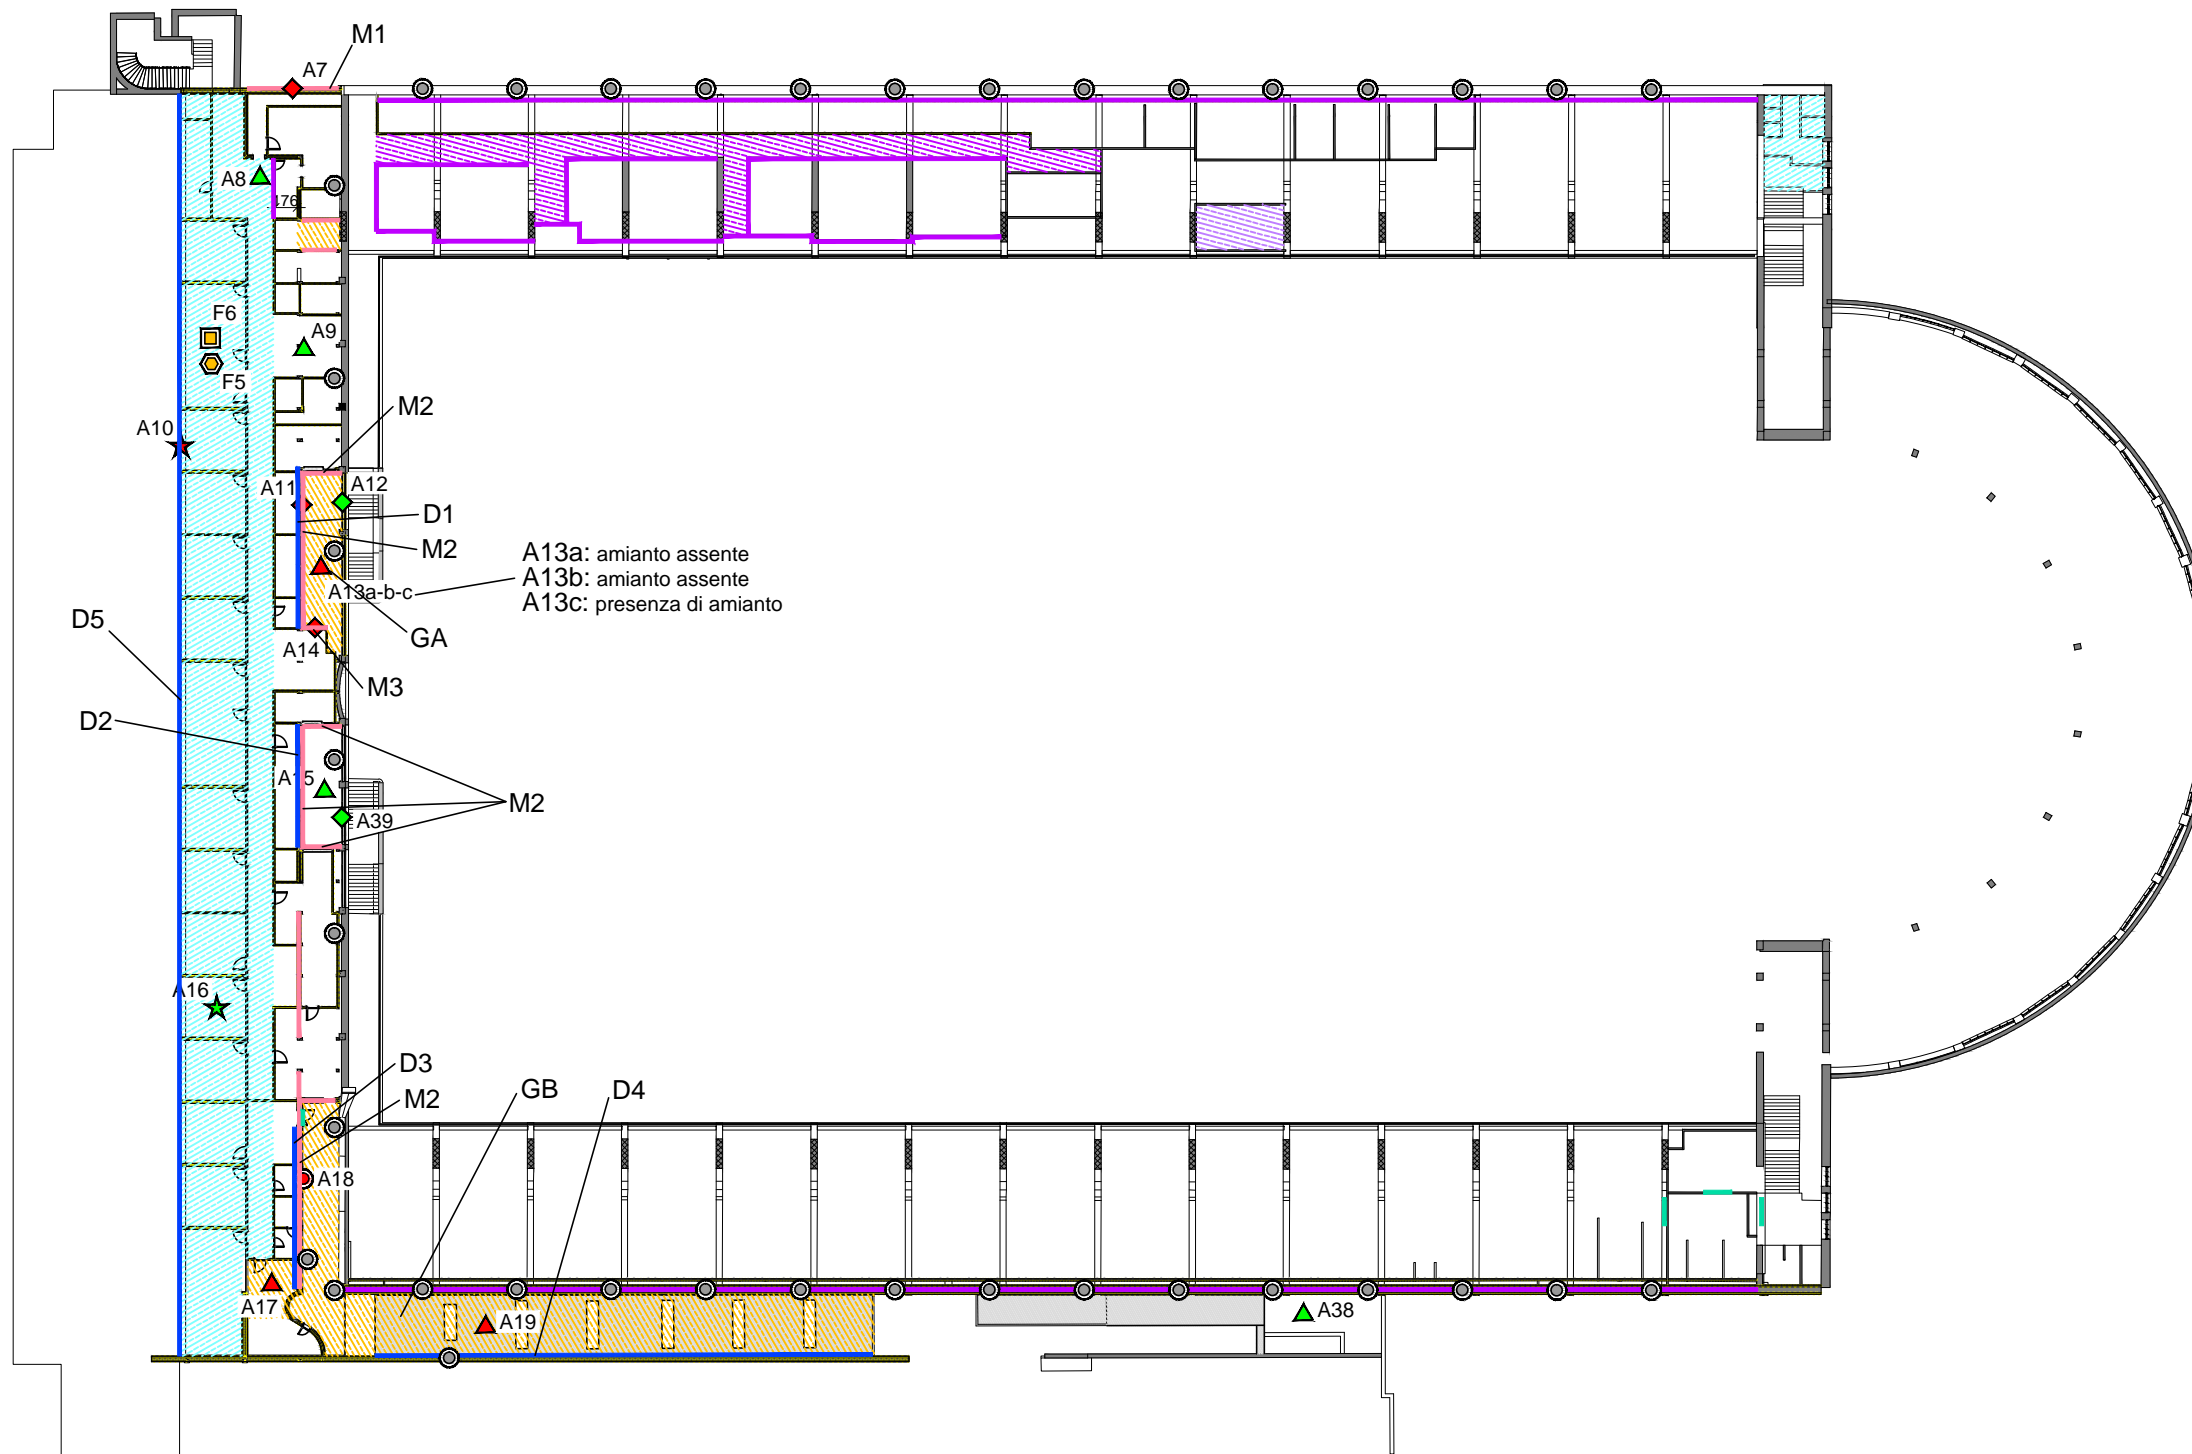 M1
A7
A8
176
F6
A9
F5
M2
A10
A11
A12
D1
M2
A13a: amianto assente
A13b: amianto assente
A13c: presenza di amianto
A13a-b-c
D5
GA
A14
M3
D2
A15
M2
A39
A16
D3
GB
D4
M2
A18
A17
A19
A38